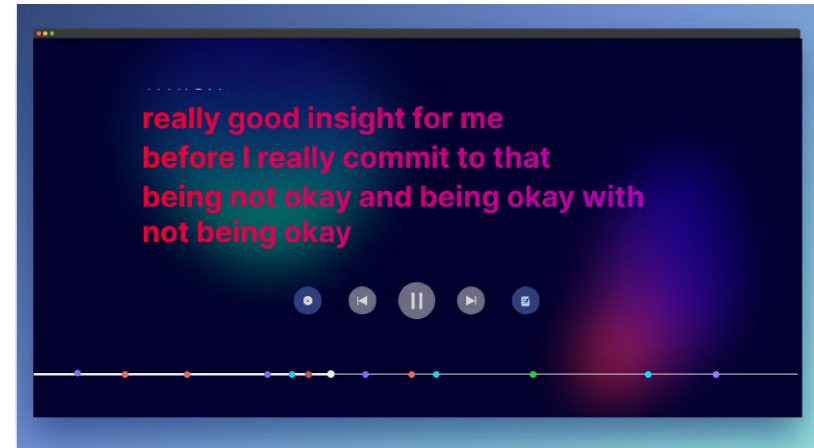 really good insight for me
before I really commit to that
being not okay and being okay with
not being okay